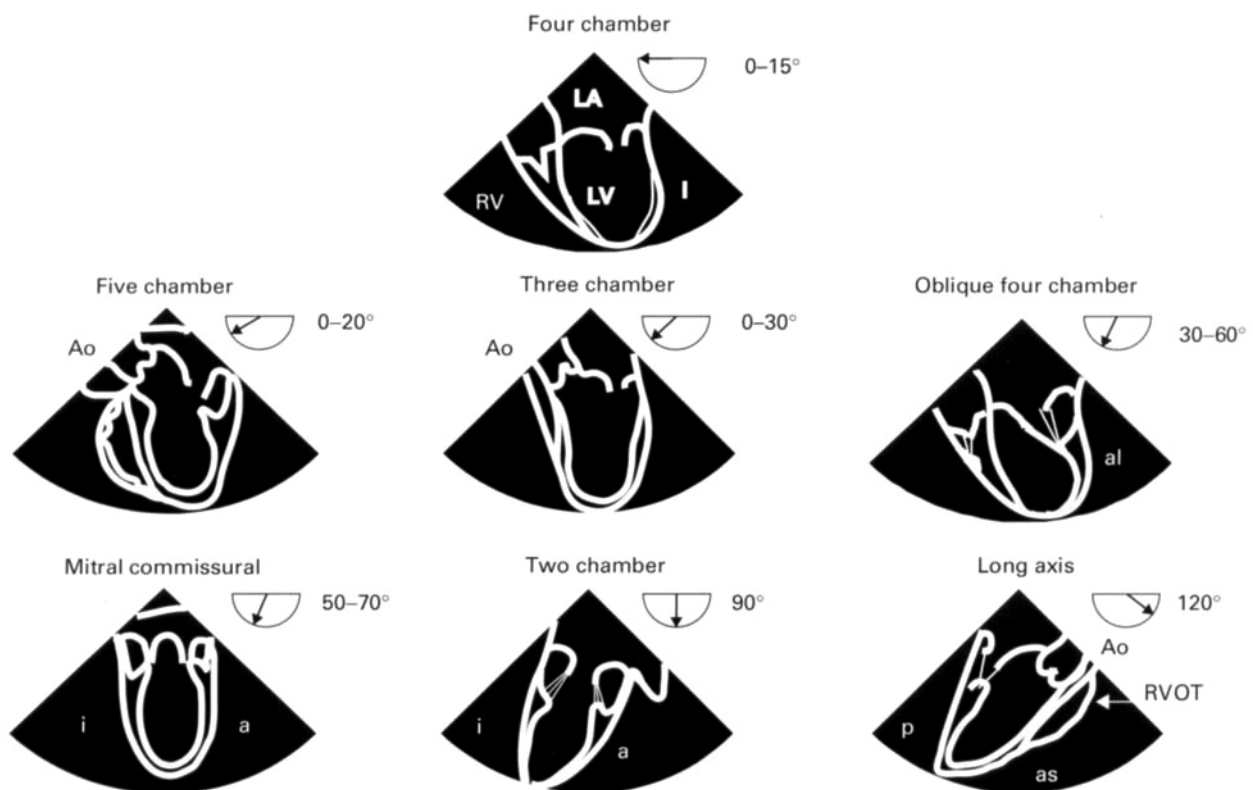 Four chamber
0–15°
LA
LV
RV
l
Five chamber
0–20°
Ao
Three chamber
0–30°
Ao
Oblique four chamber
30–60°
al
Mitral commissural
50–70°
i
a
Two chamber
90°
i
a
Long axis
120°
Ao
RVOT
p
as